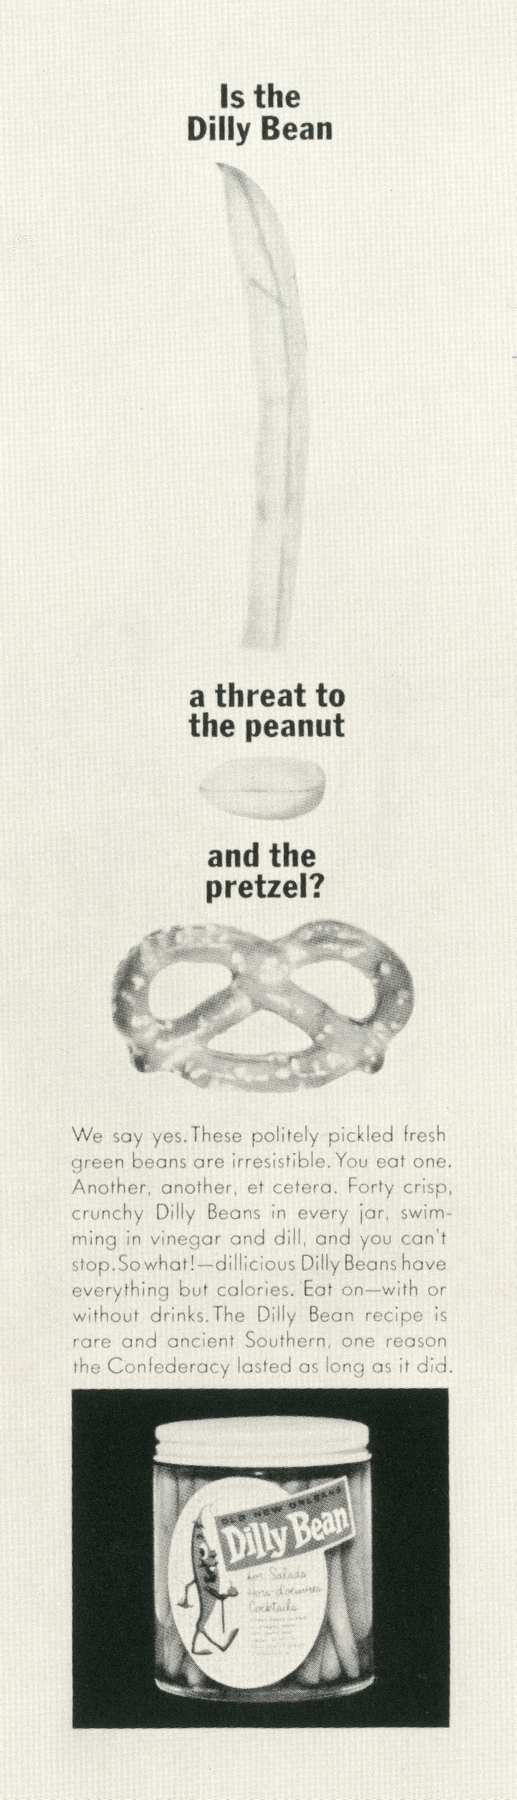 Is the
Dilly Bean
a threat to
the peanut
and the
pretzel?
We say yes. These politely pickled fresh
green beans are irresistible. You eat one.
Another, another, et cetera. Forty crisp,
crunchy Dilly Beans in every jar, swim-
ming in vinegar and dill, and you can't
stop. So what!—dillicious Dilly Beans have
everything but calories. Eat on—with or
without drinks. The Dilly Bean recipe is
rare and ancient Southern, one reason
the Confederacy lasted as long as it did.
OLD NEW ORLEANS
Dilly Bean
for Salads
Hors-d'oeuvres
Cocktails